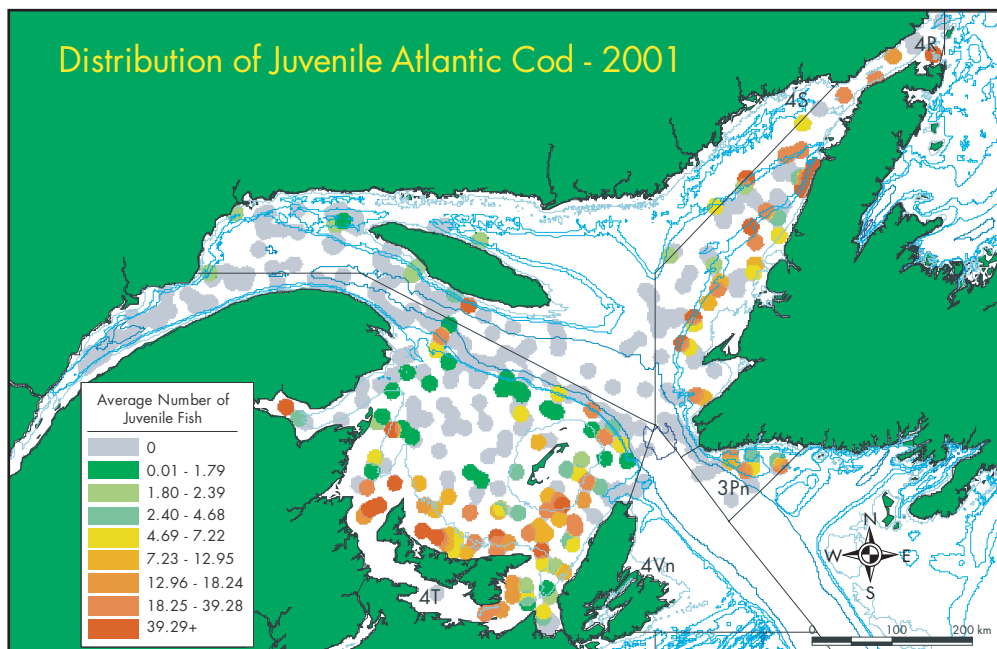 Distribution of Juvenile Atlantic Cod - 2001
4R
4S
Average Number of
Juvenile Fish
0
0.01 - 1.79
1.80 - 2.39
2.40 - 4.68
4.69 - 7.22
7.23 - 12.95
12.96 - 18.24
18.25 - 39.28
39.29+
3Pn
4Vn
4T
N
W E
S
0 100 200 km